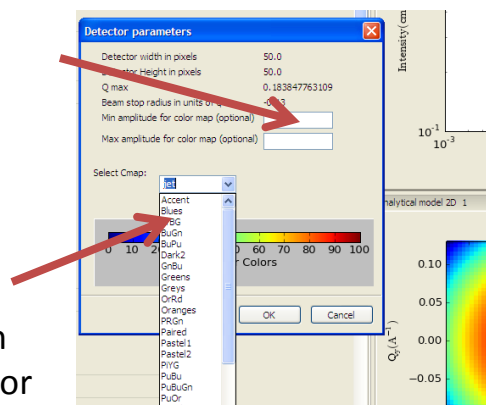 Detector parameters
Detector width in pixels 50.0
Height in pixels 50.0
Q max 0.183847763109
Beam stop radius in units of
Min amplitude for color map (optional)
Max amplitude for color map (optional)
Select Cmap:
jet
Accent
Blues
BuGn
BuPu
Dark2
GnBu
Greens
Greys
OrRd
Oranges
PRGn
Paired
Pastel1
Pastel2
PiYG
PuBu
PuBuGn
PuOr
0 10 60 70 80 90 100
Colors
OK Cancel
Intensity(cm
10-1
10-3
nalytical model 2D 1
0.10
0.05
0.00
−0.05
Qy(A-1)
or